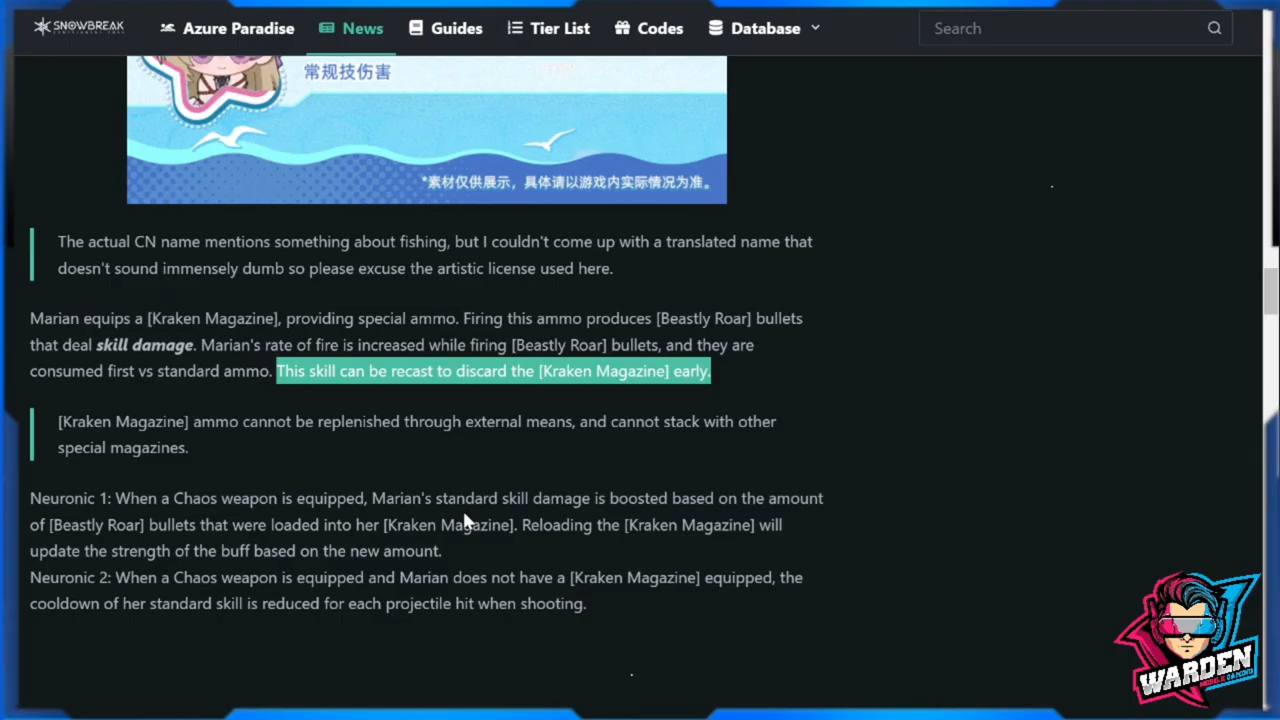 SNOWBREAK
Azure Paradise
News
Guides
Tier List
Codes
Database
Search
常规技伤害
*素材仅供展示，具体请以游戏内实际情况为准。
The actual CN name mentions something about fishing, but I couldn't come up with a translated name that
doesn't sound immensely dumb so please excuse the artistic license used here.
Marian equips a [Kraken Magazine], providing special ammo. Firing this ammo produces [Beastly Roar] bullets
that deal skill damage. Marian's rate of fire is increased while firing [Beastly Roar] bullets, and they are
consumed first vs standard ammo. This skill can be recast to discard the [Kraken Magazine] early.
[Kraken Magazine] ammo cannot be replenished through external means, and cannot stack with other
special magazines.
Neuronic 1: When a Chaos weapon is equipped, Marian's standard skill damage is boosted based on the amount
of [Beastly Roar] bullets that were loaded into her [Kraken Magazine]. Reloading the [Kraken Magazine] will
update the strength of the buff based on the new amount.
Neuronic 2: When a Chaos weapon is equipped and Marian does not have a [Kraken Magazine] equipped, the
cooldown of her standard skill is reduced for each projectile hit when shooting.
WARDEN
MOBILE GAMING